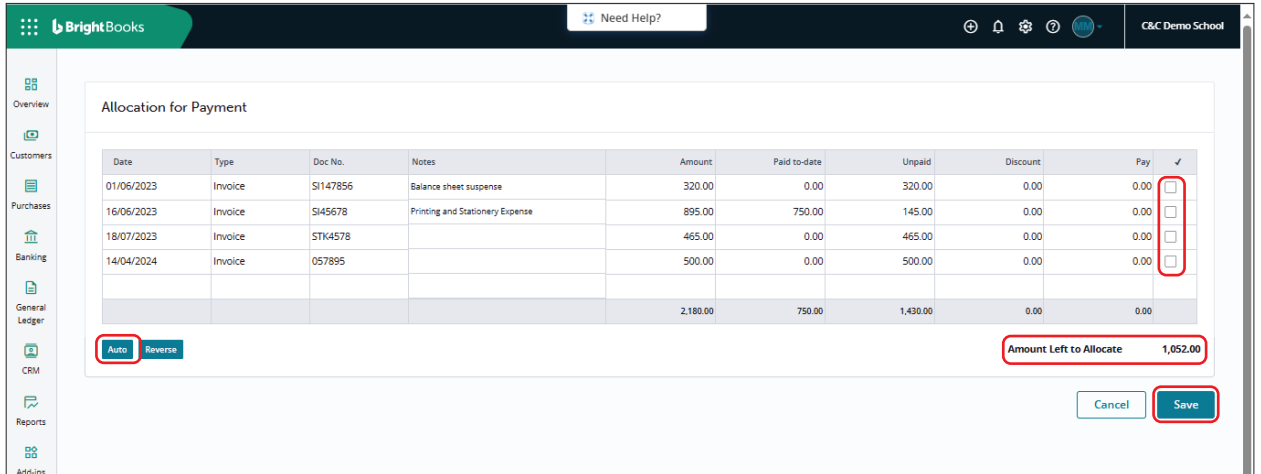 BrightBooks
Need Help?
MM
C&C Demo School
Overview
Customers
Purchases
Banking
General
Ledger
CRM
Reports
Add-ins
Allocation for Payment
Date Type Doc No. Notes Amount Paid to-date Unpaid Discount Pay ✓
01/06/2023 Invoice SI147856 Balance sheet suspense 320.00 0.00 320.00 0.00 0.00
16/06/2023 Invoice SI45678 Printing and Stationery Expense 895.00 750.00 145.00 0.00 0.00
18/07/2023 Invoice STK4578 465.00 0.00 465.00 0.00 0.00
14/04/2024 Invoice 057895 500.00 0.00 500.00 0.00 0.00
2,180.00 750.00 1,430.00 0.00 0.00
Auto Reverse
Amount Left to Allocate 1,052.00
Cancel Save